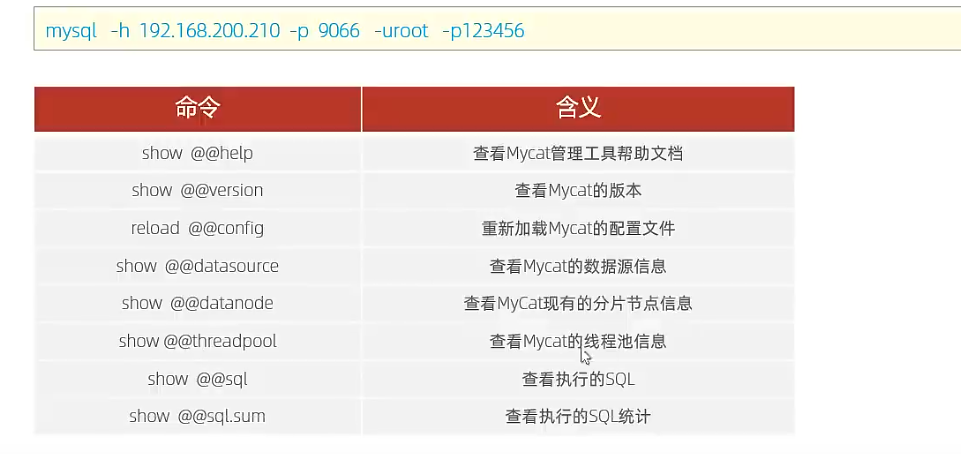 mysql -h 192.168.200.210 -p 9066 -uroot -p123456
命令 含义
show @@help 查看Mycat管理工具帮助文档
show @@version 查看Mycat的版本
reload @@config 重新加载Mycat的配置文件
show @@datasource 查看Mycat的数据源信息
show @@datanode 查看MyCat现有的分片节点信息
show @@threadpool 查看Mycat的线程池信息
show @@sql 查看执行的SQL
show @@sql.sum 查看执行的SQL统计